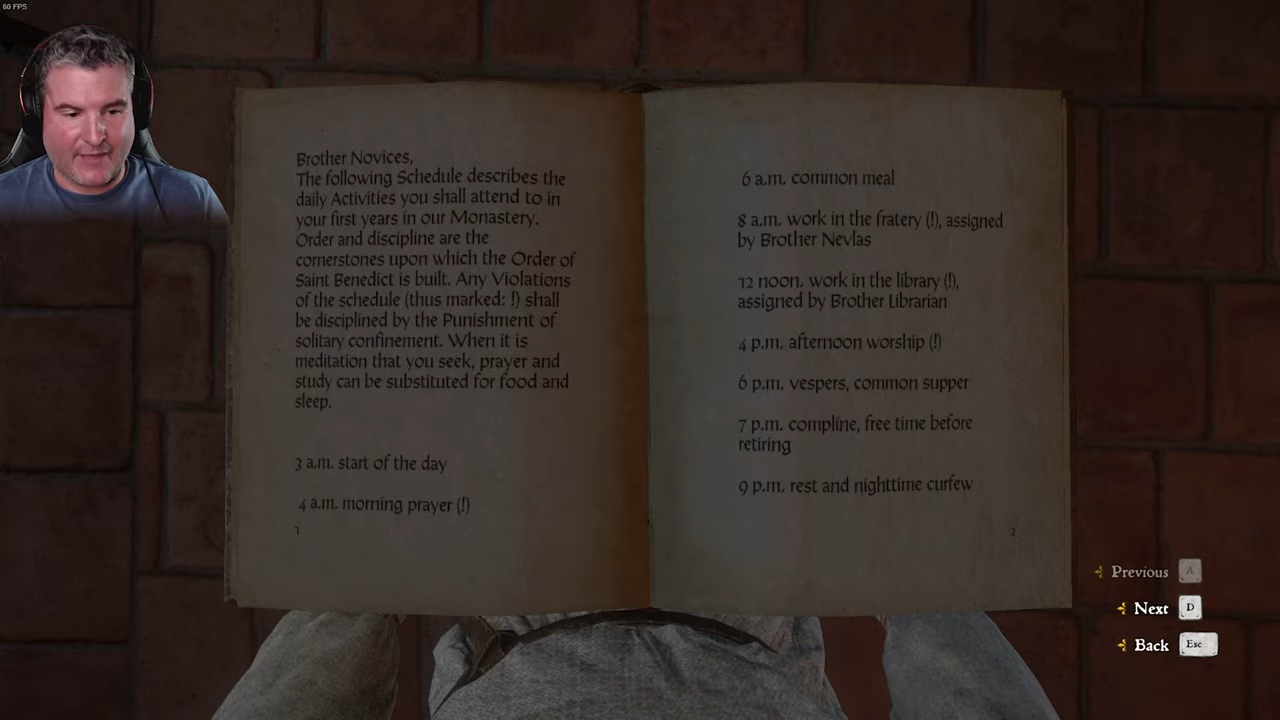 60 FPS
Brother Novices,
The following Schedule describes the
daily Activities you shall attend to in
your first years in our Monastery.
Order and discipline are the
cornerstones upon which the Order of
Saint Benedict is built. Any Violations
of the schedule (thus marked: !) shall
be disciplined by the Punishment of
solitary confinement. When it is
meditation that you seek, prayer and
study can be substituted for food and
sleep.
3 a.m. start of the day
4 a.m. morning prayer (!)
1
6 a.m. common meal
8 a.m. work in the fratery (!), assigned
by Brother Nevlas
12 noon. work in the library (!),
assigned by Brother Librarian
4 p.m. afternoon worship (!)
6 p.m. vespers, common supper
7 p.m. compline, free time before
retiring
9 p.m. rest and nighttime curfew
2
Previous A
Next D
Back Esc